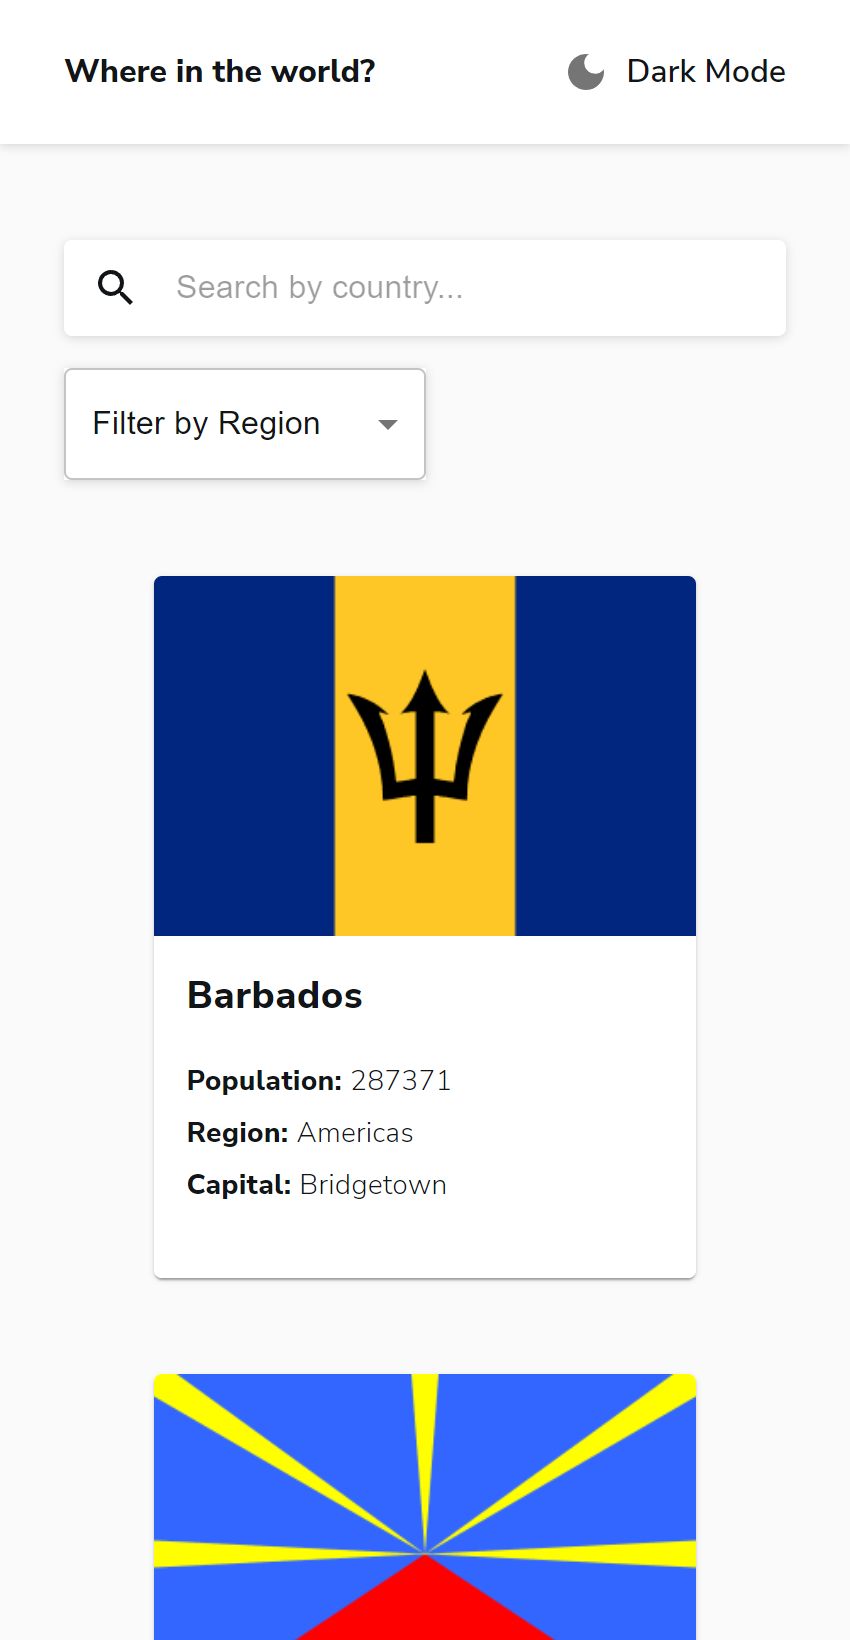 Where in the world?
Dark Mode
Search by country...
Filter by Region
Barbados
Population: 287371
Region: Americas
Capital: Bridgetown